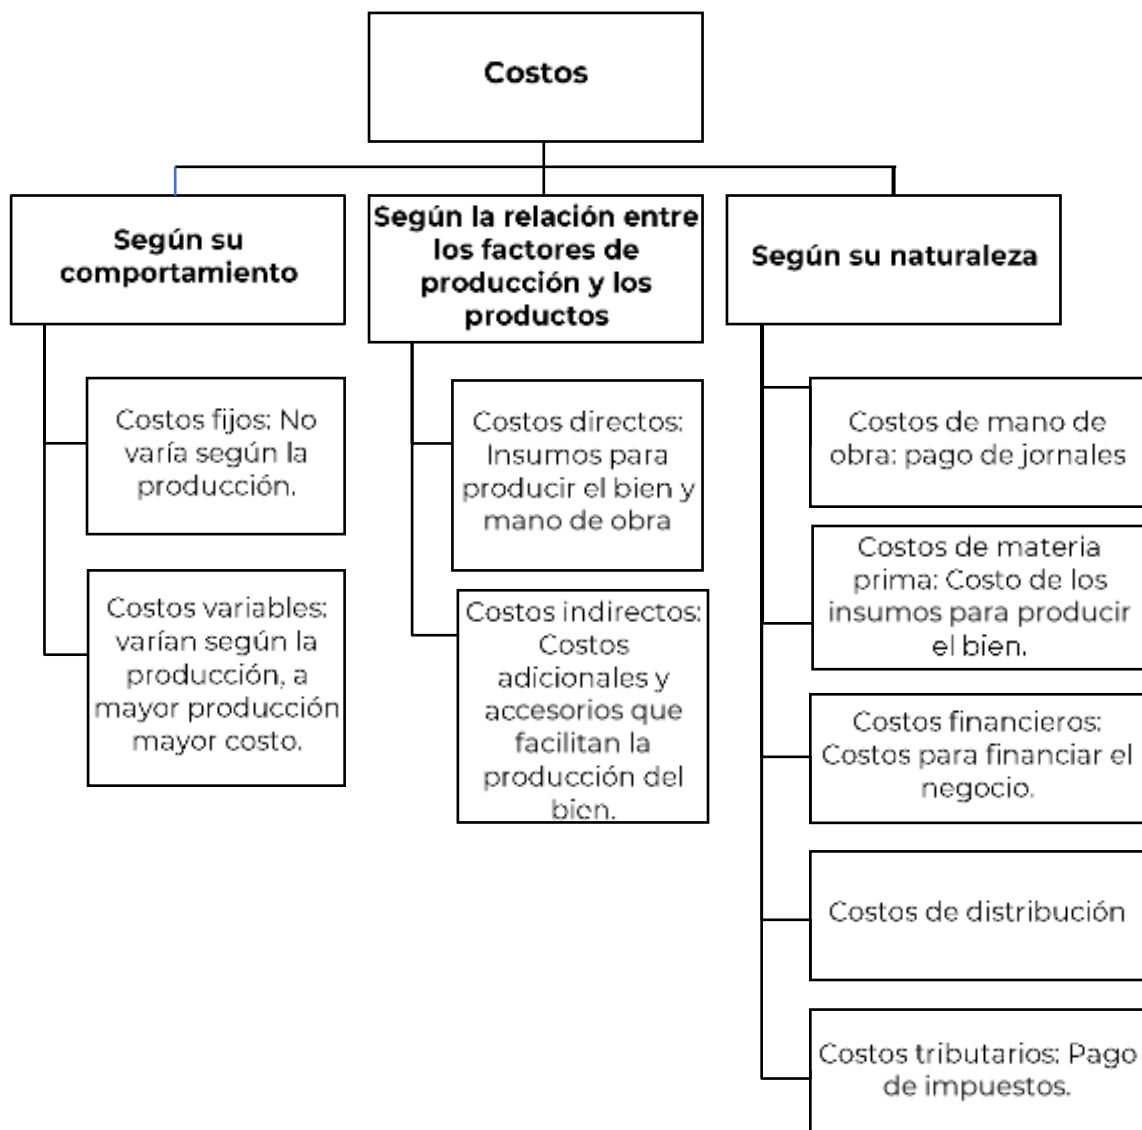 Costos
Según su
comportamiento
Costos fijos: No
varía según la
producción.
Costos variables:
varían según la
producción, a
mayor producción
mayor costo.
Según la relación entre
los factores de
producción y los
productos
Costos directos:
Insumos para
producir el bien y
mano de obra
Costos indirectos:
Costos
adicionales y
accesorios que
facilitan la
producción del
bien.
Según su naturaleza
Costos de mano de
obra: pago de jornales
Costos de materia
prima: Costo de los
insumos para producir
el bien.
Costos financieros:
Costos para financiar el
negocio.
Costos de distribución
Costos tributarios: Pago
de impuestos.